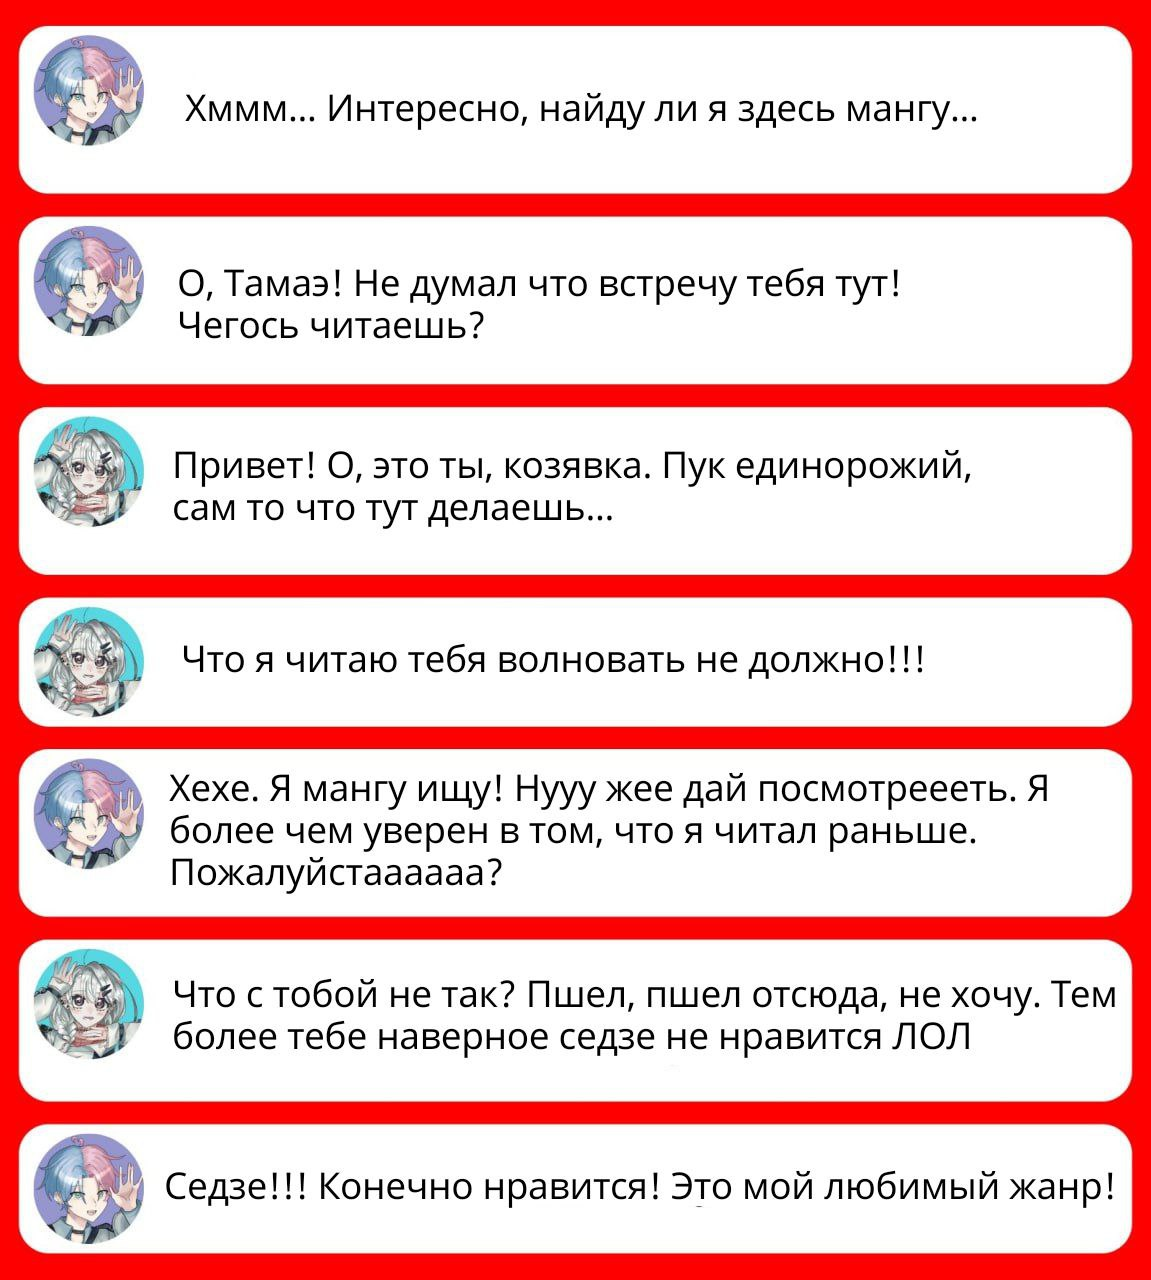 Хммм... Интересно, найду ли я здесь мангу...
О, Тамаэ! Не думал что встречу тебя тут!
Чегось читаешь?
Привет! О, это ты, козявка. Пук единорожий,
сам то что тут делаешь...
Что я читаю тебя волновать не должно!!!
Хехе. Я мангу ищу! Нууу жее дай посмотреееть. Я
более чем уверен в том, что я читал раньше.
Пожалуйстаааааа?
Что с тобой не так? Пшел, пшел отсюда, не хочу. Тем
более тебе наверное седзе не нравится ЛОЛ
Седзе!!! Конечно нравится! Это мой любимый жанр!